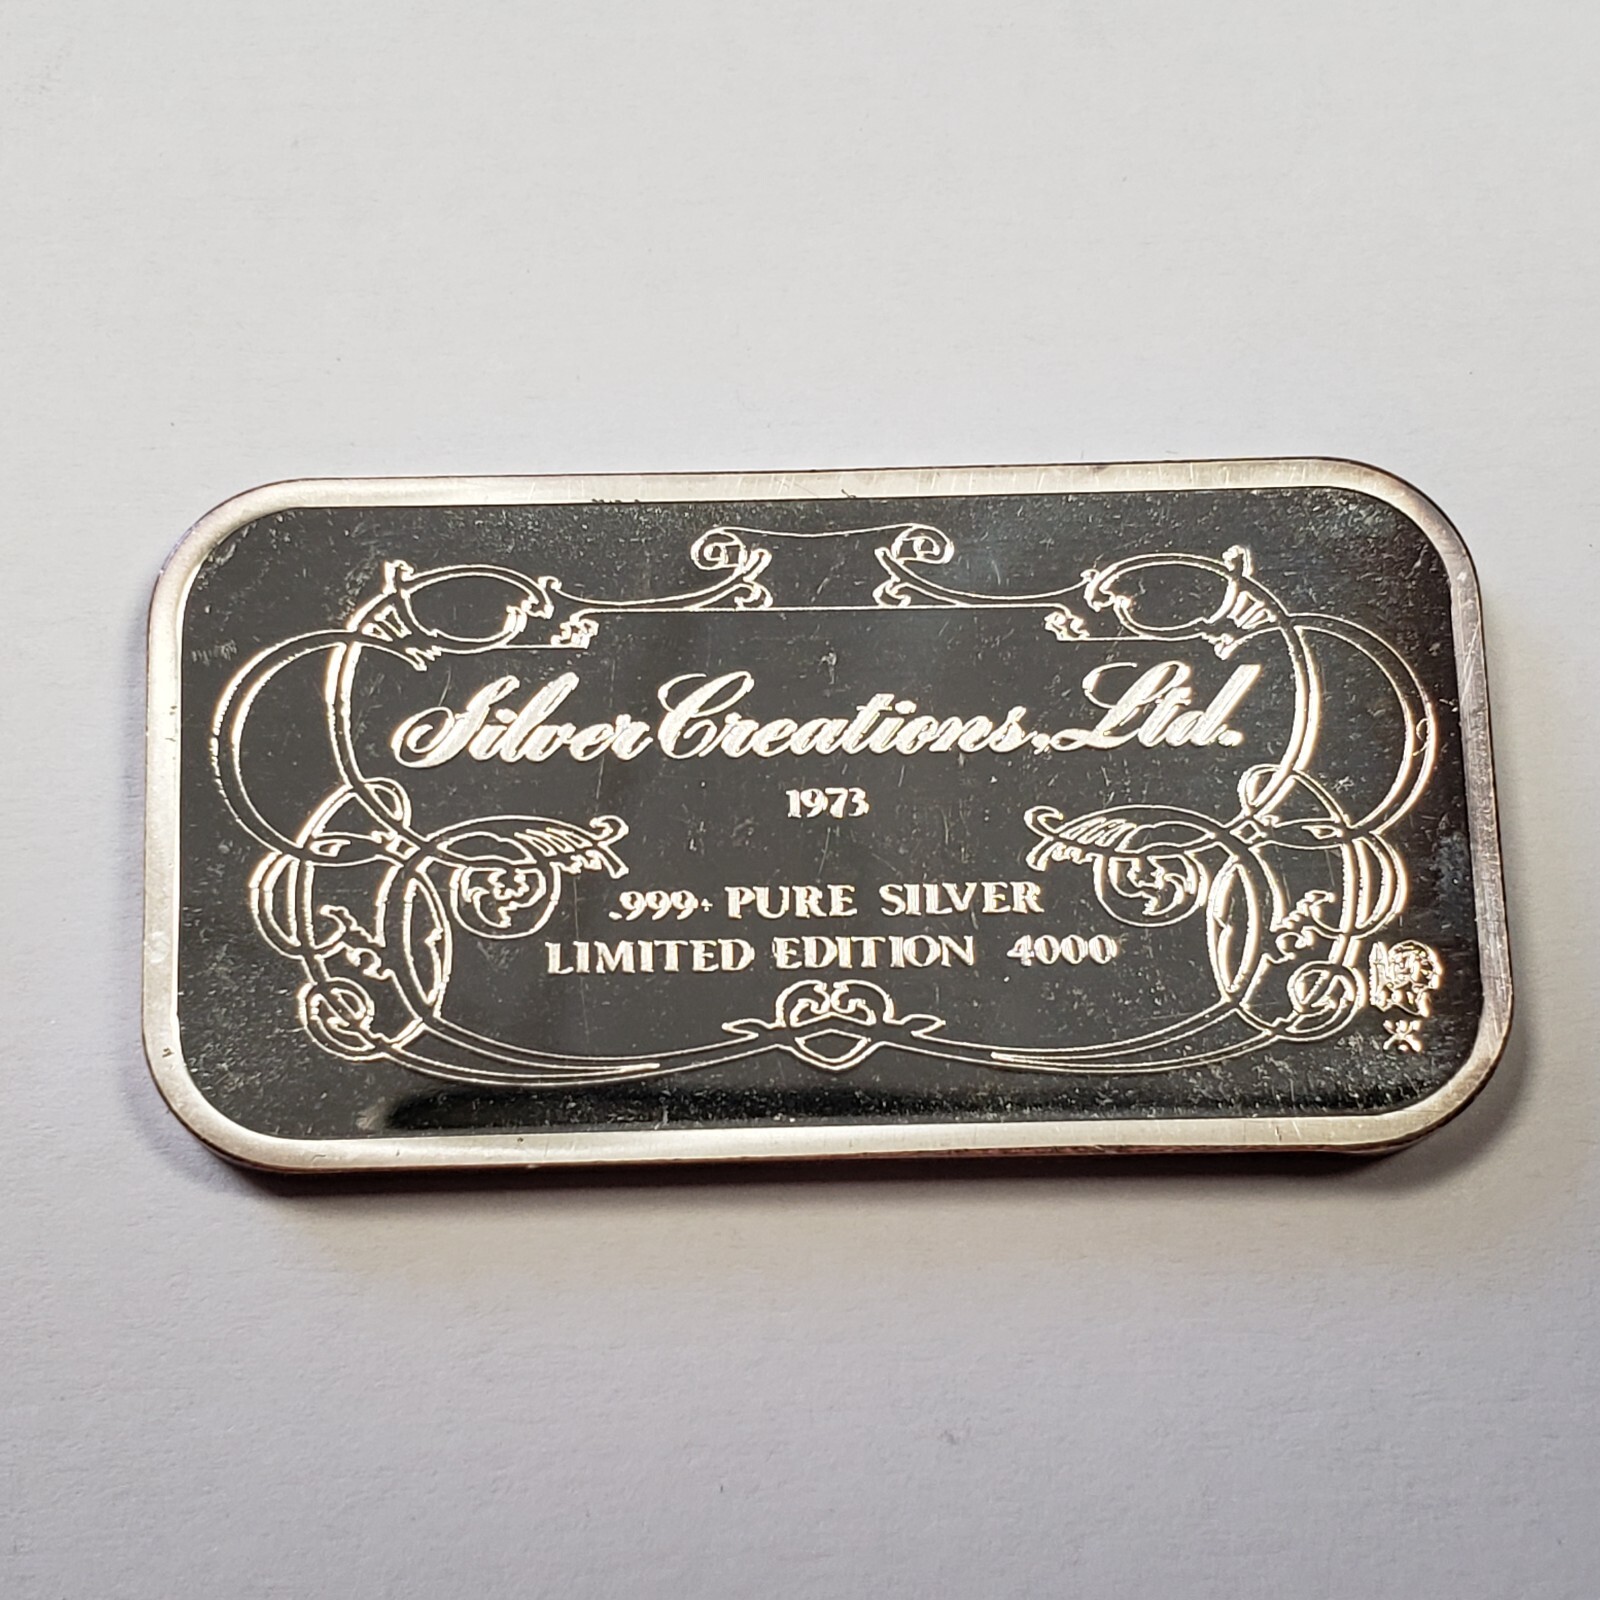 Silver Creations, Ltd.
1973
.999+ PURE SILVER
LIMITED EDITION 4000